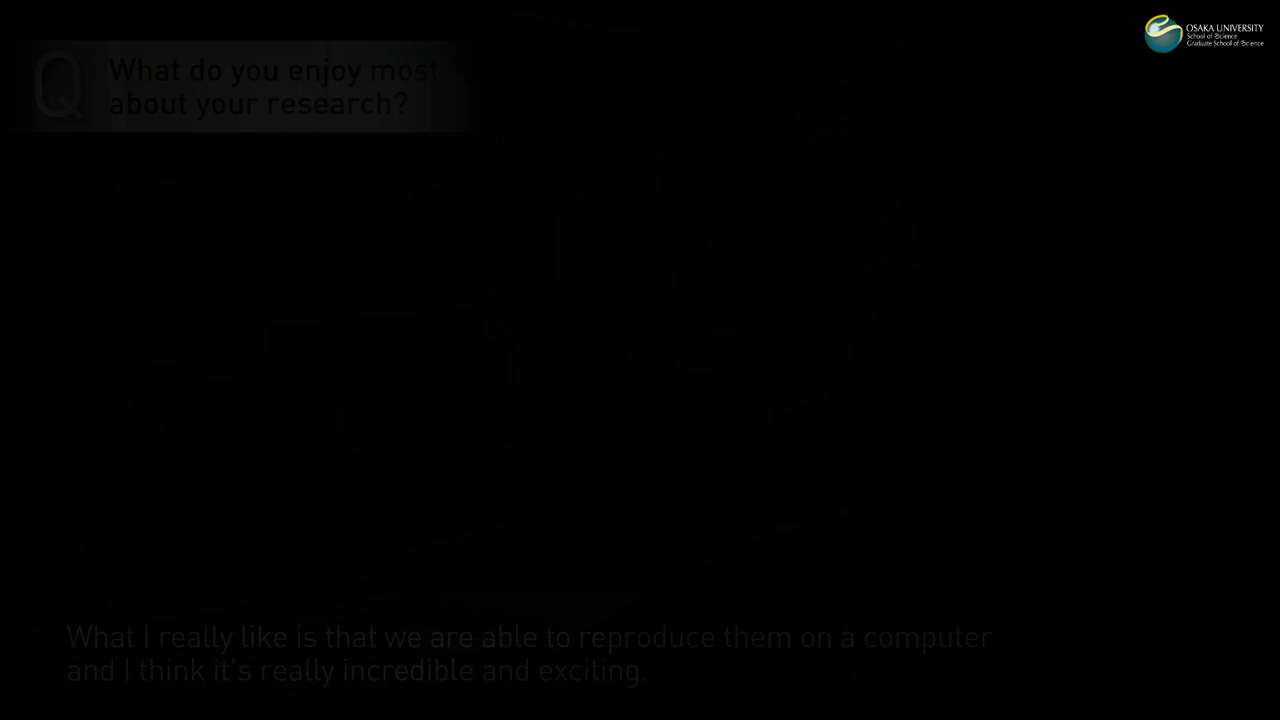 OSAKA UNIVERSITY
School of Science
Graduate School of Science
Q What do you enjoy most
about your research?
What I really like is that we are able to reproduce them on a computer
and I think it's really incredible and exciting.